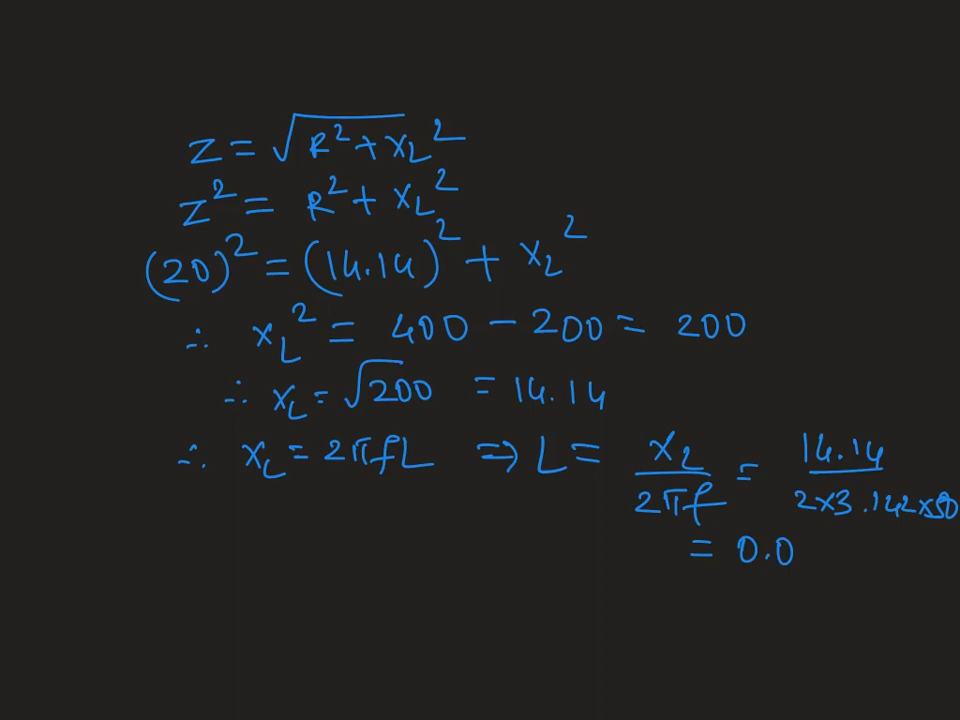 Z = √R² + X_L²
Z² = R² + X_L²
(20)² = (14.14)² + X_L²
∴ X_L² = 400 - 200 = 200
∴ X_L = √200 = 14.14
∴ X_L = 2πfL ⇒ L = X_L / 2πf = 14.14 / 2×3.142×50
= 0.0